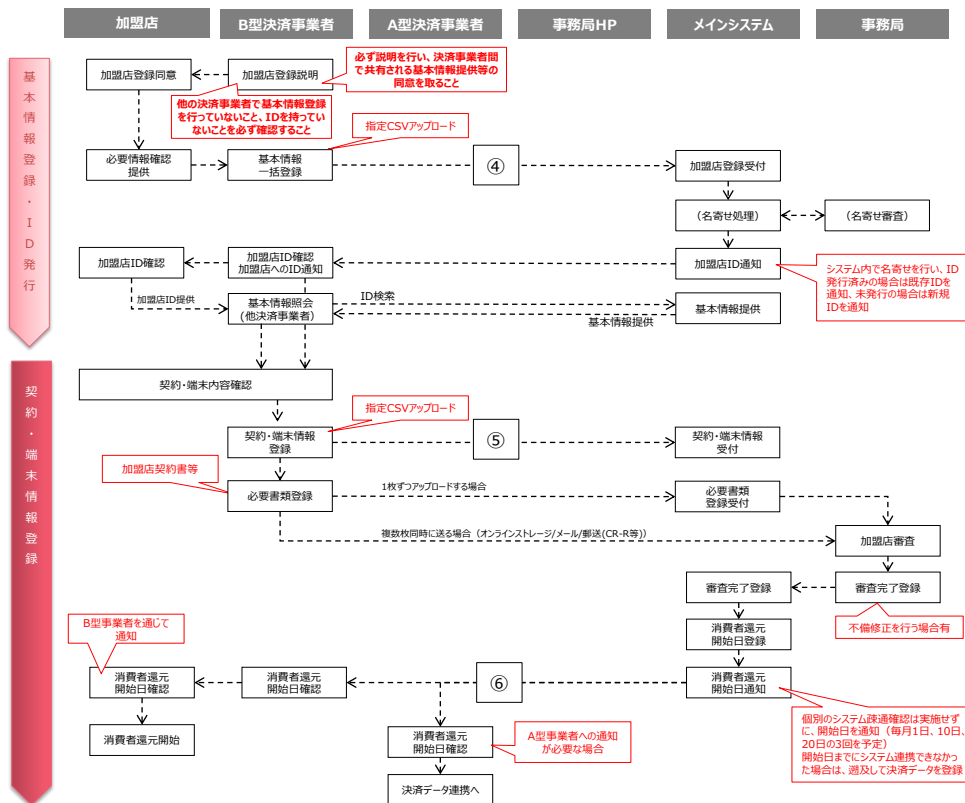 加盟店
B型決済事業者
A型決済事業者
事務局HP
メインシステム
事務局
基本情報登録・ID発行
加盟店登録同意
加盟店登録説明
必ず説明を行い、決済事業者間
で共有される基本情報提供等の
同意を取ること
他の決済事業者で基本情報登録
を行っていないこと、IDを持ってい
ないことを必ず確認すること
指定CSVアップロード
必要情報確認
提供
基本情報
一括登録
④
加盟店登録受付
（名寄せ処理）
（名寄せ審査）
加盟店ID確認
加盟店ID確認
加盟店へのID通知
加盟店ID通知
システム内で名寄せを行い、ID
発行済みの場合は既存IDを
通知、未発行の場合は新規
IDを通知
加盟店ID提供
基本情報照会
(他決済事業者）
ID検索
基本情報提供
基本情報提供
契約・端末情報登録
契約・端末内容確認
指定CSVアップロード
契約・端末情報
登録
⑤
契約・端末情報
受付
加盟店契約書等
必要書類登録
1枚ずつアップロードする場合
必要書類
登録受付
複数枚同時に送る場合（オンラインストレージ/メール/郵送(CR-R等)）
加盟店審査
審査完了登録
審査完了登録
不備修正を行う場合有
消費者還元
開始日登録
B型事業者を通じて
通知
消費者還元
開始日確認
消費者還元
開始日確認
⑥
消費者還元
開始日通知
個別のシステム疎通確認は実施せず
に、開始日を通知（毎月1日、10日、
20日の3回を予定）
開始日までにシステム連携できなかっ
た場合は、遡及して決済データを登録
消費者還元開始
消費者還元
開始日確認
A型事業者への通知
が必要な場合
決済データ連携へ